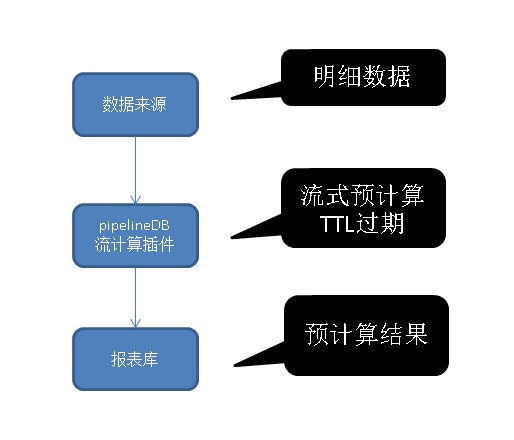 数据来源
明细数据
pipelineDB
流计算插件
流式预计算
TTL过期
报表库
预计算结果